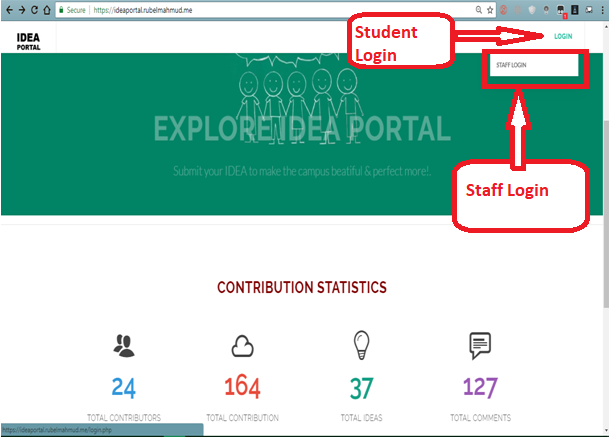 Secure https://ideaportal.rubelmahmud.me
IDEA
PORTAL
Student
Login
LOGIN
STAFF LOGIN
EXPLORE IDEA PORTAL
Submit your IDEA to make the campus beatiful & perfect more!.
Staff Login
CONTRIBUTION STATISTICS
24
164
37
127
TOTAL CONTRIBUTORS
TOTAL CONTRIBUTION
TOTAL IDEAS
TOTAL COMMENTS
https://ideaportal.rubelmahmud.me/login.php